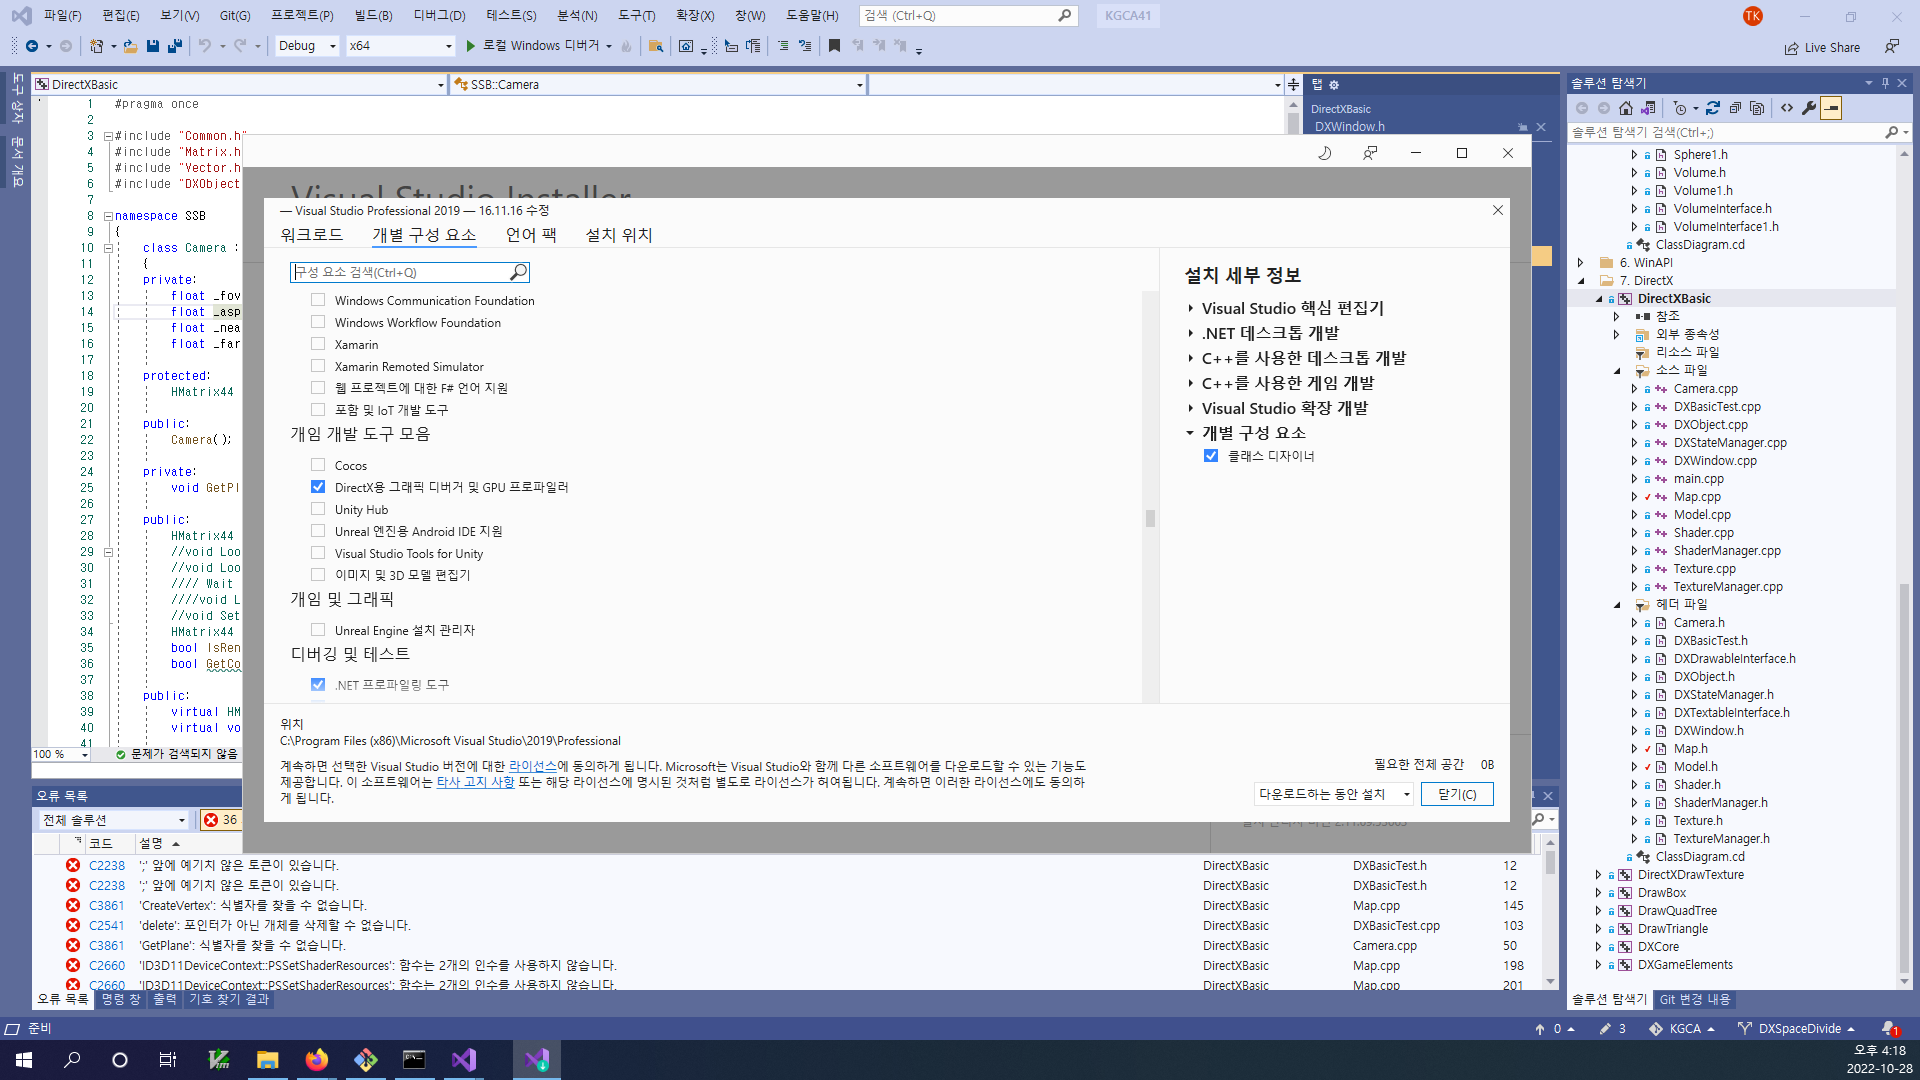 파일(F) 편집(E) 보기(V) Git(G) 프로젝트(P) 빌드(B) 디버그(D) 테스트(S) 분석(N) 도구(T) 확장(X) 창(W) 도움말(H) 검색 (Ctrl+Q) KGCA41 TK
Debug x64 로컬 Windows 디버거 Live Share
도구 상자
문서 개요
DirectXBasic SSB::Camera
1 #pragma once
2
3 #include "Common.h"
4 #include "Matrix.h
5 #include "Vector.h
6 #include "DXObject
7
8 namespace SSB
9 {
10 class Camera :
11 {
12 private:
13 float _fov
14 float _asp
15 float _nea
16 float _far
17
18 protected:
19 HMatrix44
20
21 public:
22 Camera();
23
24 private:
25 void GetPl
26
27 public:
28 HMatrix44
29 //void Loo
30 //void Loo
31 //// Wait
32 ////void L
33 //void Set
34 HMatrix44
35 bool IsRen
36 bool GetCo
37
38 public:
39 virtual HM
40 virtual vo
41
100 % 문제가 검색되지 않음
탭
DirectXBasic
DXWindow.h
Visual Studio Installer
— Visual Studio Professional 2019 — 16.11.16 수정
워크로드 개별 구성 요소 언어 팩 설치 위치
구성 요소 검색(Ctrl+Q)
Windows Communication Foundation
Windows Workflow Foundation
Xamarin
Xamarin Remoted Simulator
웹 프로젝트에 대한 F# 언어 지원
포함 및 IoT 개발 도구
개임 개발 도구 모음
Cocos
DirectX용 그래픽 디버거 및 GPU 프로파일러
Unity Hub
Unreal 엔진용 Android IDE 지원
Visual Studio Tools for Unity
이미지 및 3D 모델 편집기
개임 및 그래픽
Unreal Engine 설치 관리자
디버깅 및 테스트
.NET 프로파일링 도구
설치 세부 정보
Visual Studio 핵심 편집기
.NET 데스크톱 개발
C++를 사용한 데스크톱 개발
C++를 사용한 게임 개발
Visual Studio 확장 개발
개별 구성 요소
클래스 디자이너
위치
C:\Program Files (x86)\Microsoft Visual Studio\2019\Professional
계속하면 선택한 Visual Studio 버전에 대한 라이선스에 동의하게 됩니다. Microsoft는 Visual Studio와 함께 다른 소프트웨어를 다운로드할 수 있는 기능도
제공합니다. 이 소프트웨어는 타사 고지 사항 또는 해당 라이선스에 명시된 것처럼 별도로 라이선스가 허여됩니다. 계속하면 이러한 라이선스에도 동의하
게 됩니다.
필요한 전체 공간 0B
다운로드하는 동안 설치 닫기(C)
오류 목록
전체 솔루션 36
코드 설명
C2238 ';' 앞에 예기치 않은 토큰이 있습니다. DirectXBasic DXBasicTest.h 12
C2238 ';' 앞에 예기치 않은 토큰이 있습니다. DirectXBasic DXBasicTest.h 12
C3861 'CreateVertex': 식별자를 찾을 수 없습니다. DirectXBasic Map.cpp 145
C2541 'delete': 포인터가 아닌 개체를 삭제할 수 없습니다. DirectXBasic DXBasicTest.cpp 103
C3861 'GetPlane': 식별자를 찾을 수 없습니다. DirectXBasic Camera.cpp 50
C2660 'ID3D11DeviceContext::PSSetShaderResources': 함수는 2개의 인수를 사용하지 않습니다. DirectXBasic Map.cpp 198
C2660 'ID3D11DeviceContext::PSSetShaderResources': 함수는 2개의 인수를 사용하지 않습니다. DirectXBasic Map.cpp 201
오류 목록 명령 창 출력 기호 찾기 결과
솔루션 탐색기
솔루션 탐색기 검색(Ctrl+;)
Sphere1.h
Volume.h
Volume1.h
VolumeInterface.h
VolumeInterface1.h
ClassDiagram.cd
6. WinAPI
7. DirectX
DirectXBasic
참조
외부 종속성
리소스 파일
소스 파일
Camera.cpp
DXBasicTest.cpp
DXObject.cpp
DXStateManager.cpp
DXWindow.cpp
main.cpp
Map.cpp
Model.cpp
Shader.cpp
ShaderManager.cpp
Texture.cpp
TextureManager.cpp
헤더 파일
Camera.h
DXBasicTest.h
DXDrawableInterface.h
DXObject.h
DXStateManager.h
DXTextableInterface.h
DXWindow.h
Map.h
Model.h
Shader.h
ShaderManager.h
Texture.h
TextureManager.h
ClassDiagram.cd
DirectXDrawTexture
DrawBox
DrawQuadTree
DrawTriangle
DXCore
DXGameElements
솔루션 탐색기 Git 변경 내용
준비 0 3 KGCA DXSpaceDivide 1
오후 4:18
2022-10-28